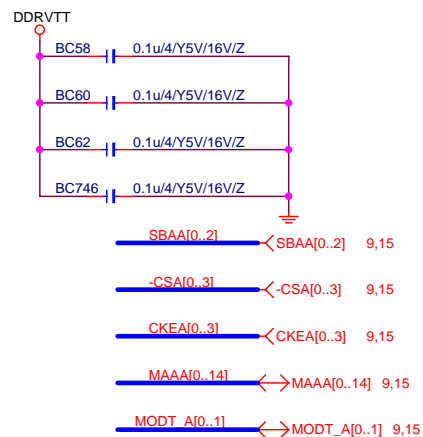 DDRVTT
BC58 0.1u/4/Y5V/16V/Z
BC60 0.1u/4/Y5V/16V/Z
BC62 0.1u/4/Y5V/16V/Z
BC746 0.1u/4/Y5V/16V/Z
SBAA[0..2] SBAA[0..2] 9,15
-CSA[0..3] -CSA[0..3] 9,15
CKEA[0..3] CKEA[0..3] 9,15
MAAA[0..14] MAAA[0..14] 9,15
MODT_A[0..1] MODT_A[0..1] 9,15